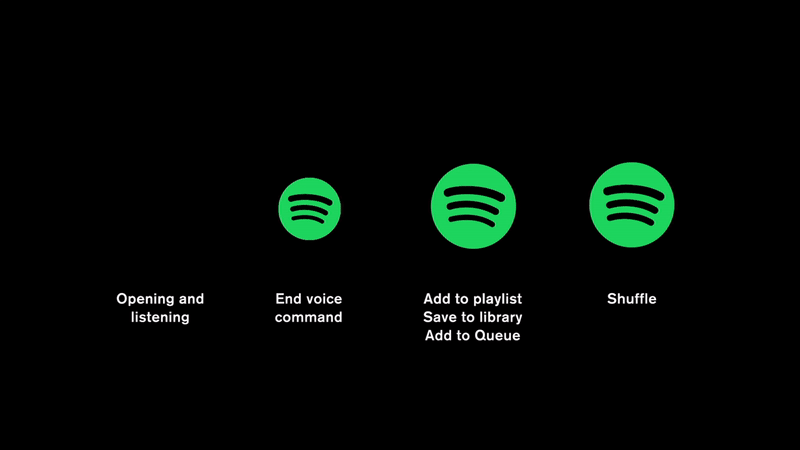 Opening and
listening
End voice
command
Add to playlist
Save to library
Add to Queue
Shuffle